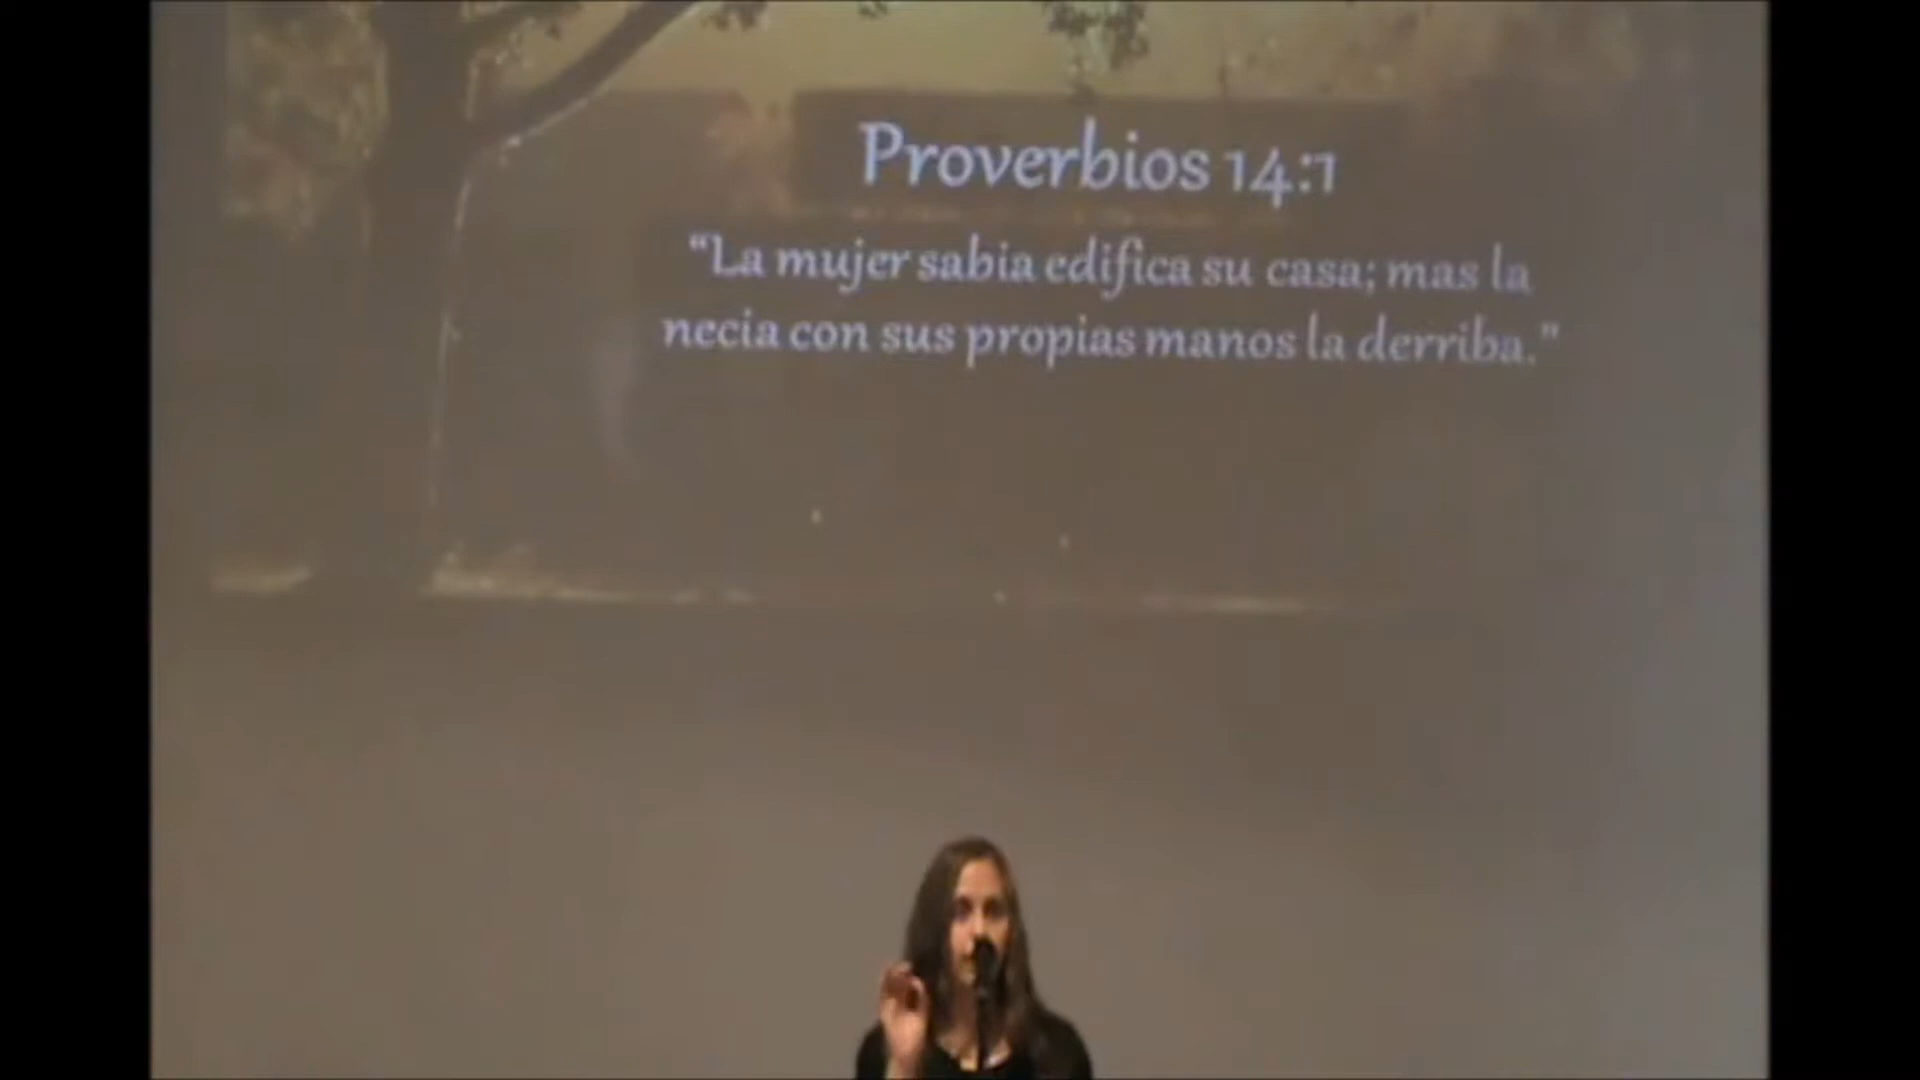 Proverbios 14:1
“La mujer sabia edifica su casa; mas la
necia con sus propias manos la derriba.”